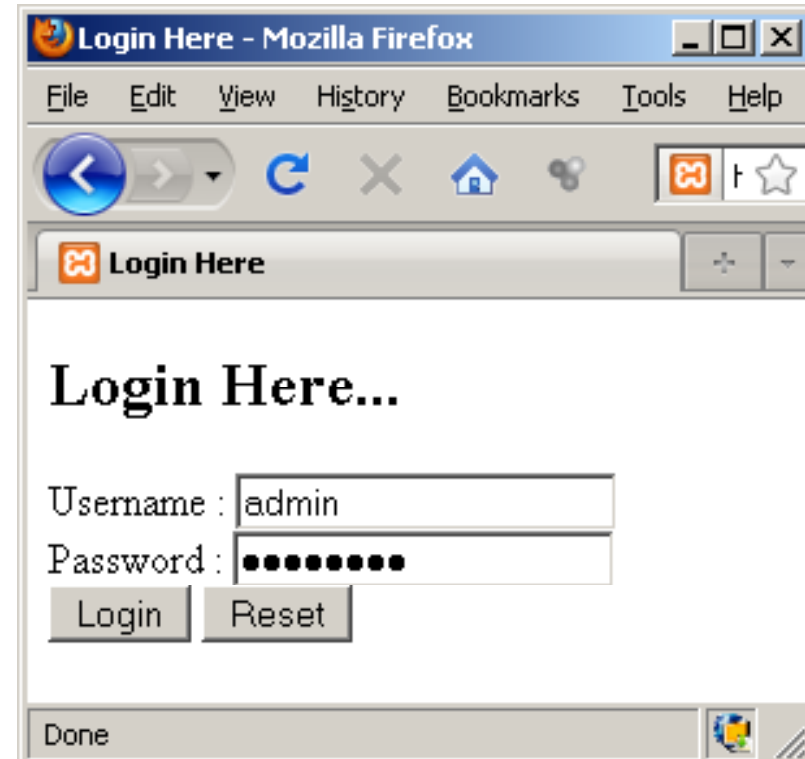 Login Here - Mozilla Firefox
File Edit View History Bookmarks Tools Help
Login Here
Login Here...
Username : admin
Password : ●●●●●●●●
Login Reset
Done